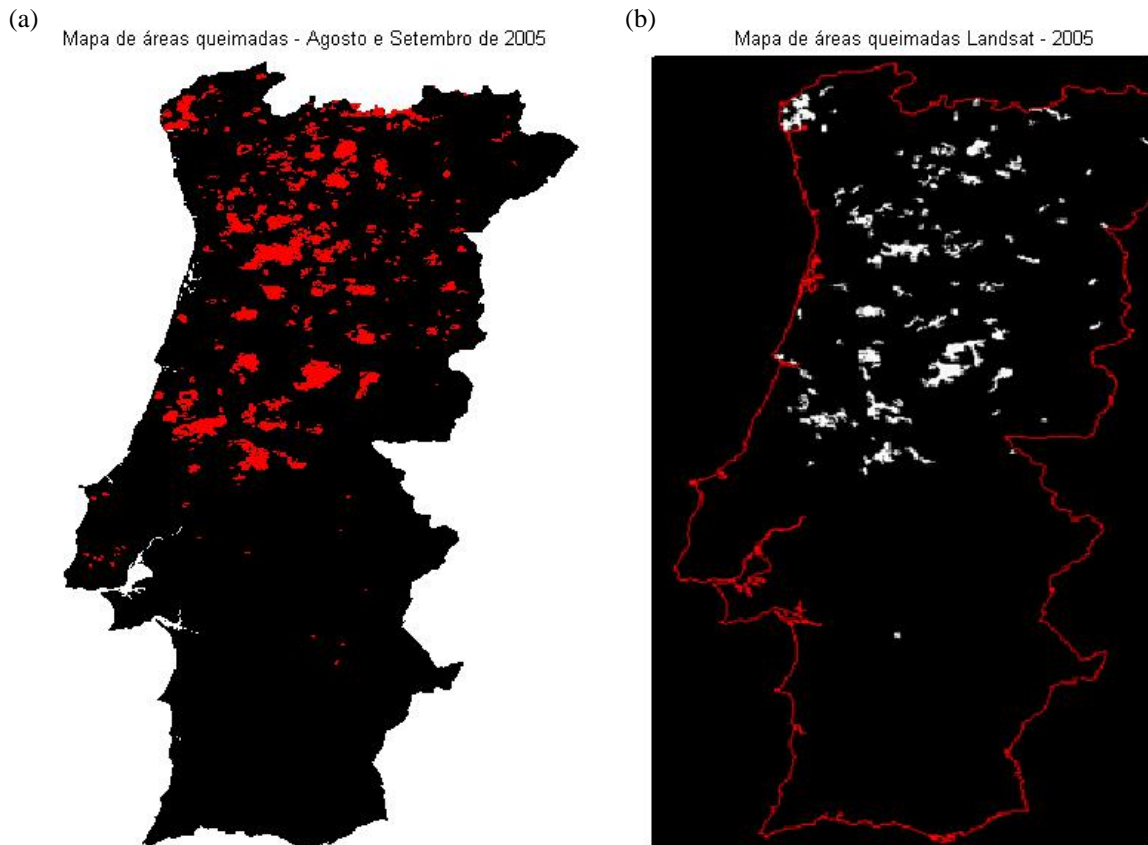 (a)
Mapa de áreas queimadas - Agosto e Setembro de 2005
(b)
Mapa de áreas queimadas Landsat - 2005